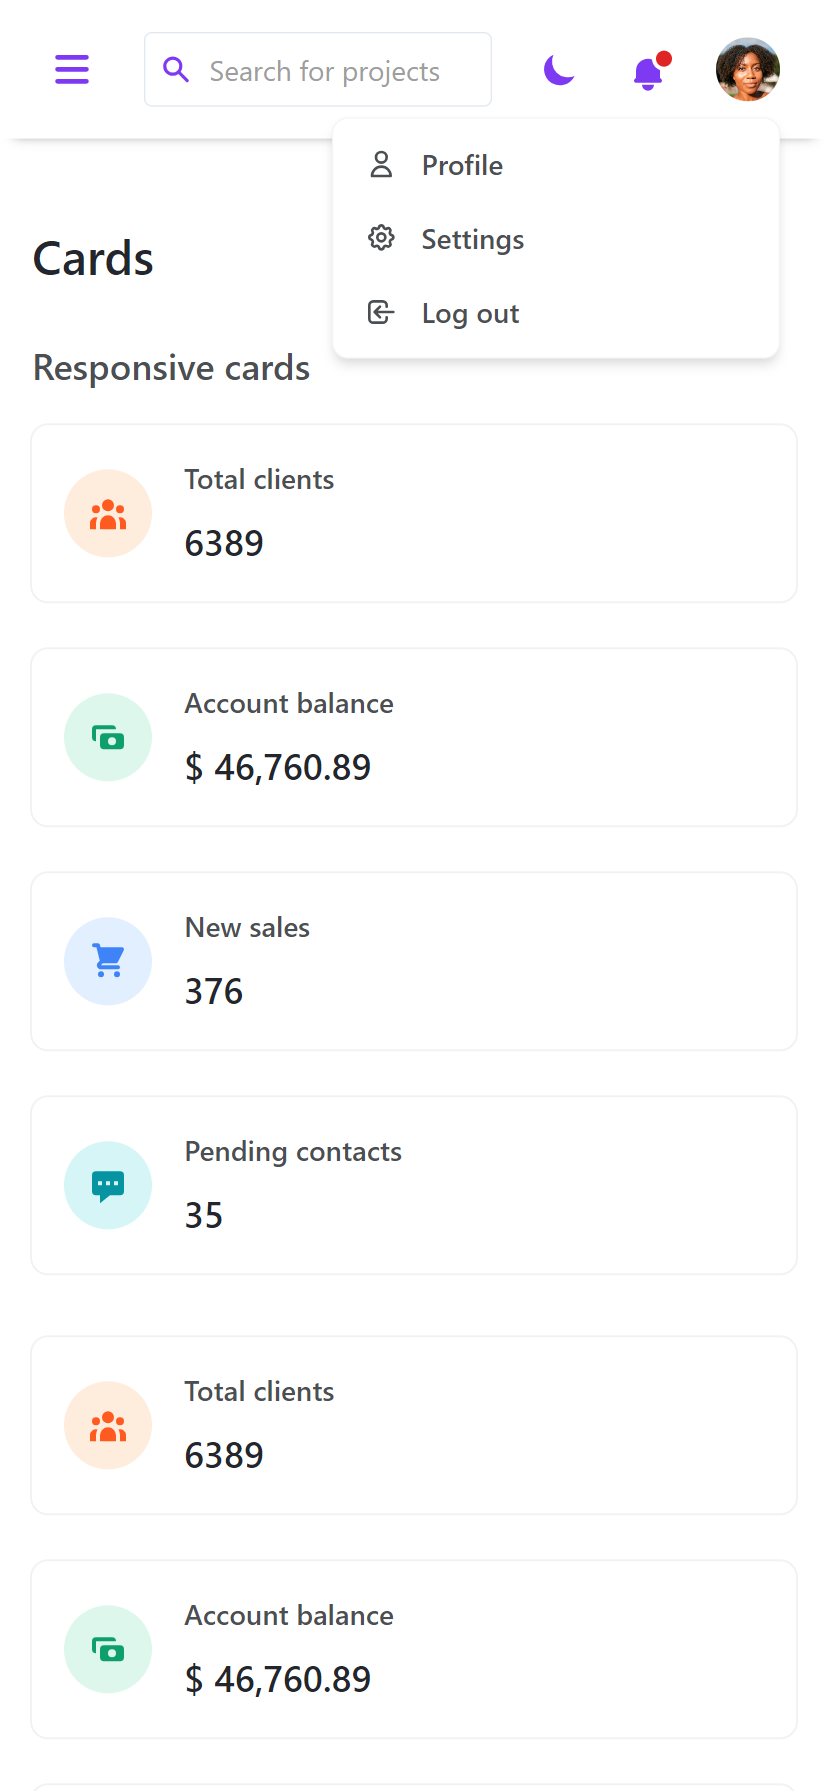 Search for projects
Profile
Settings
Log out
Cards
Responsive cards
Total clients
6389
Account balance
$ 46,760.89
New sales
376
Pending contacts
35
Total clients
6389
Account balance
$ 46,760.89